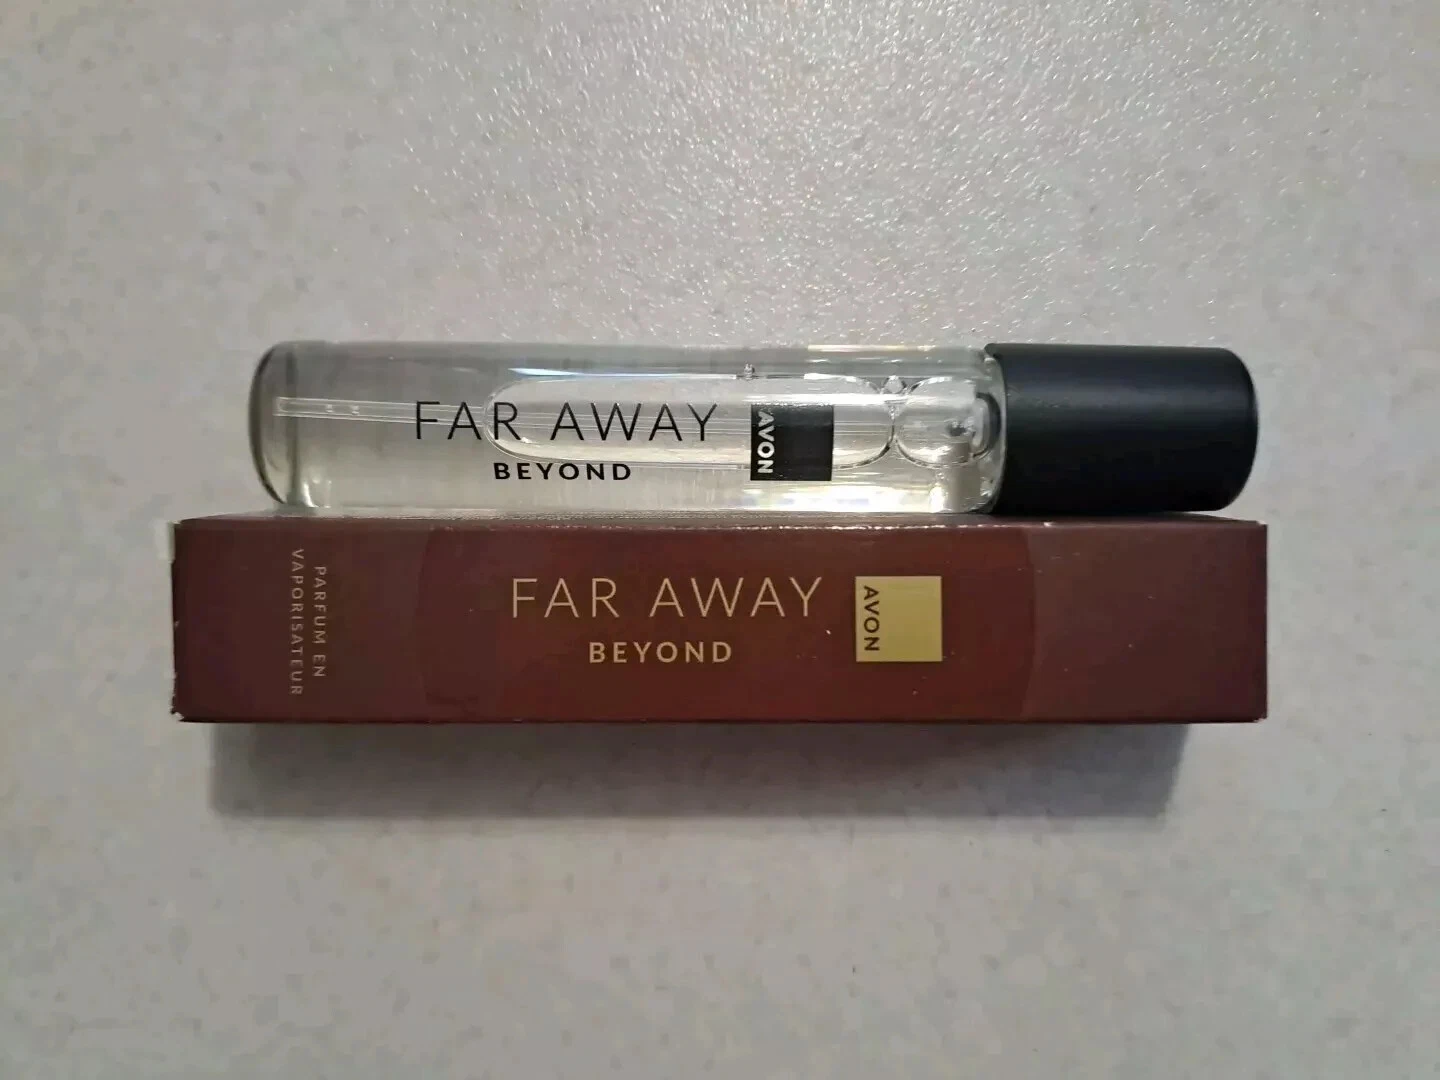 FAR AWAY
BEYOND
AVON
PARFUM EN
VAPORISATEUR
FAR AWAY
BEYOND
AVON